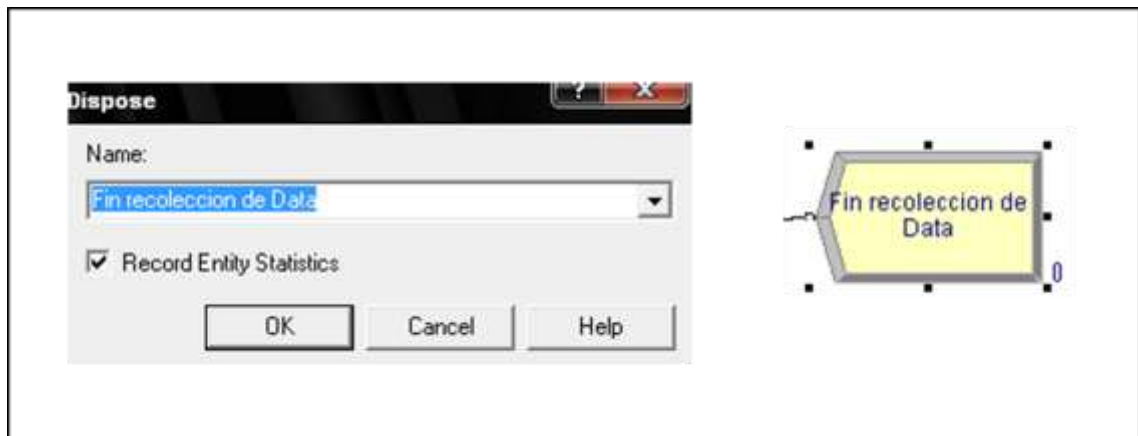 Dispose
?
X
Name:
Fin recoleccion de Data
Record Entity Statistics
OK
Cancel
Help
Fin recoleccion de
Data
0